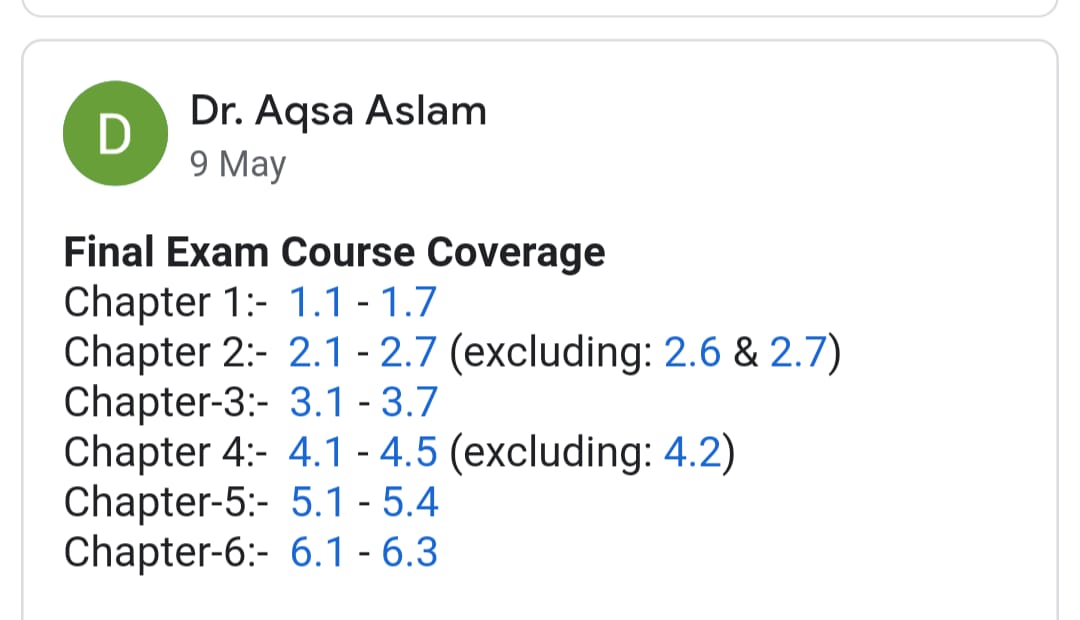 D
Dr. Aqsa Aslam
9 May
Final Exam Course Coverage
Chapter 1:- 1.1 - 1.7
Chapter 2:- 2.1 - 2.7 (excluding: 2.6 & 2.7)
Chapter-3:- 3.1 - 3.7
Chapter 4:- 4.1 - 4.5 (excluding: 4.2)
Chapter-5:- 5.1 - 5.4
Chapter-6:- 6.1 - 6.3